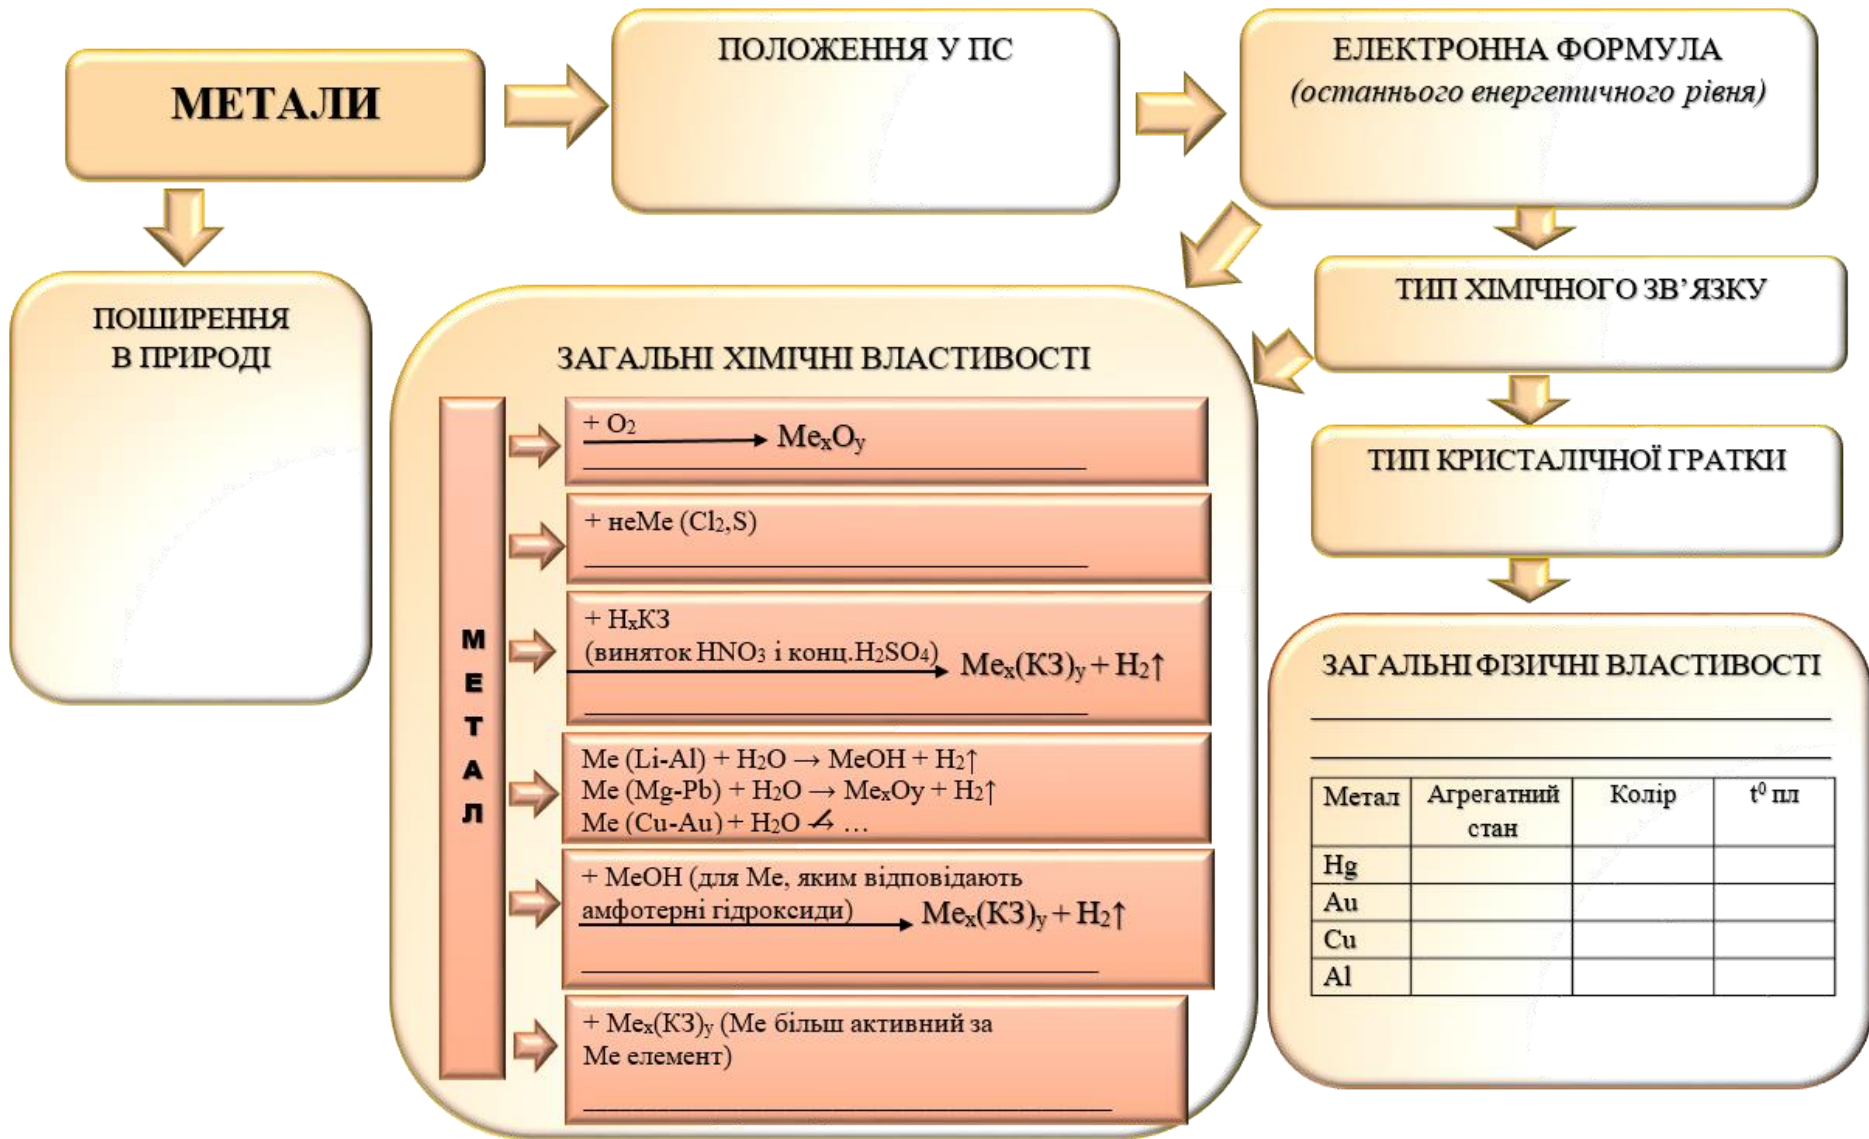 МЕТАЛИ
ПОЛОЖЕННЯ У ПС
ЕЛЕКТРОННА ФОРМУЛА
(останнього енергетичного рівня)
ПОШИРЕННЯ
В ПРИРОДІ
ТИП ХІМІЧНОГО ЗВ’ЯЗКУ
ТИП КРИСТАЛІЧНОЇ ГРАТКИ
ЗАГАЛЬНІ ХІМІЧНІ ВЛАСТИВОСТІ
МЕТАЛ
+ O₂
MeₓOᵧ
+ неМе (Cl₂,S)
+ HₓКЗ
(виняток HNO₃ і конц.H₂SO₄)
Meₓ(КЗ)ᵧ + H₂↑
Me (Li-Al) + H₂O → MeOH + H₂↑
Me (Mg-Pb) + H₂O → MeₓOy + H₂↑
Me (Cu-Au) + H₂O ↛ …
+ MeOH (для Me, яким відповідають
амфотерні гідроксиди)
Meₓ(КЗ)ᵧ + H₂↑
+ Meₓ(КЗ)ᵧ (Ме більш активний за
Ме елемент)
ЗАГАЛЬНІ ФІЗИЧНІ ВЛАСТИВОСТІ
Метал Агрегатний стан Колір t⁰ пл
Hg
Au
Cu
Al